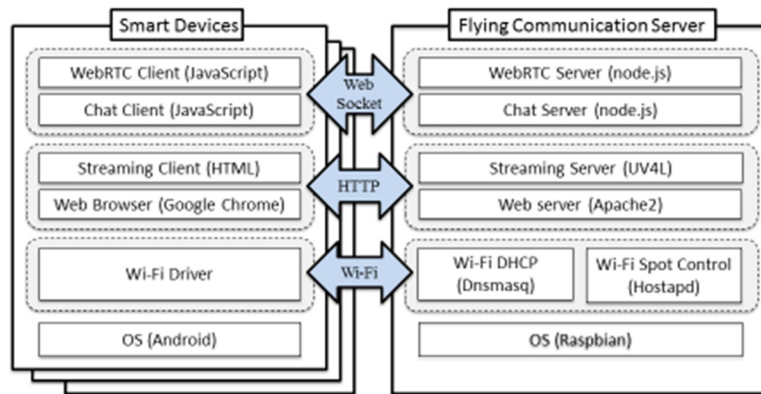 Smart Devices
WebRTC Client (JavaScript)
Chat Client (JavaScript)
Streaming Client (HTML)
Web Browser (Google Chrome)
Wi-Fi Driver
OS (Android)
Web
Socket
HTTP
Wi-Fi
Flying Communication Server
WebRTC Server (node.js)
Chat Server (node.js)
Streaming Server (UV4L)
Web server (Apache2)
Wi-Fi DHCP
(Dnsmasq)
Wi-Fi Spot Control
(Hostapd)
OS (Raspbian)